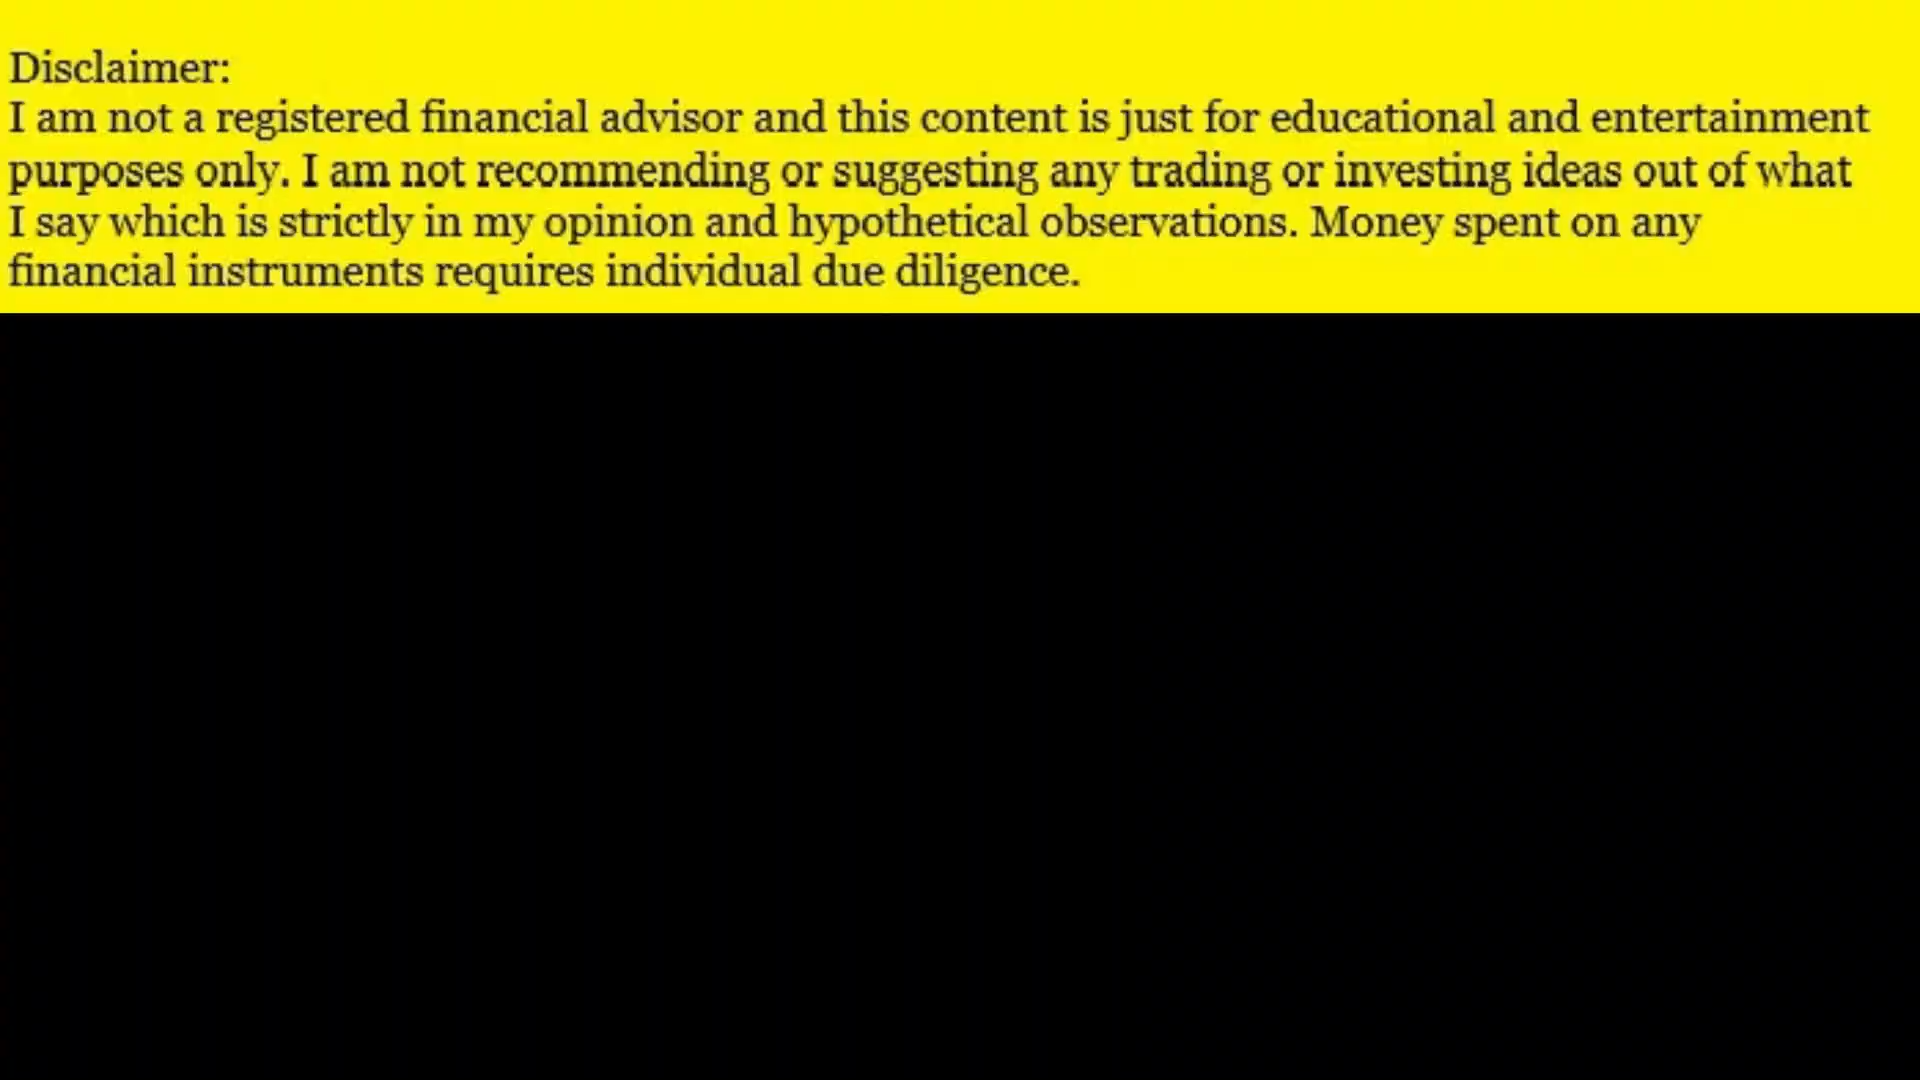 Disclaimer:
I am not a registered financial advisor and this content is just for educational and entertainment
purposes only. I am not recommending or suggesting any trading or investing ideas out of what
I say which is strictly in my opinion and hypothetical observations. Money spent on any
financial instruments requires individual due diligence.